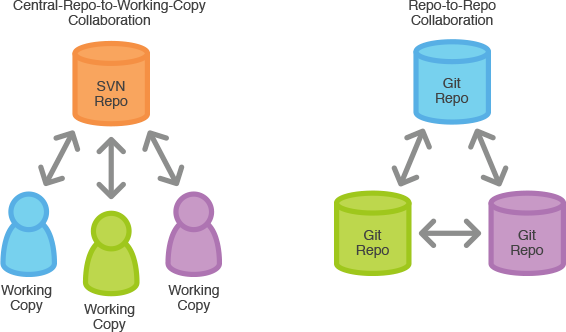 Central-Repo-to-Working-Copy
Collaboration
SVN
Repo
Working
Copy
Working
Copy
Working
Copy
Repo-to-Repo
Collaboration
Git
Repo
Git
Repo
Git
Repo